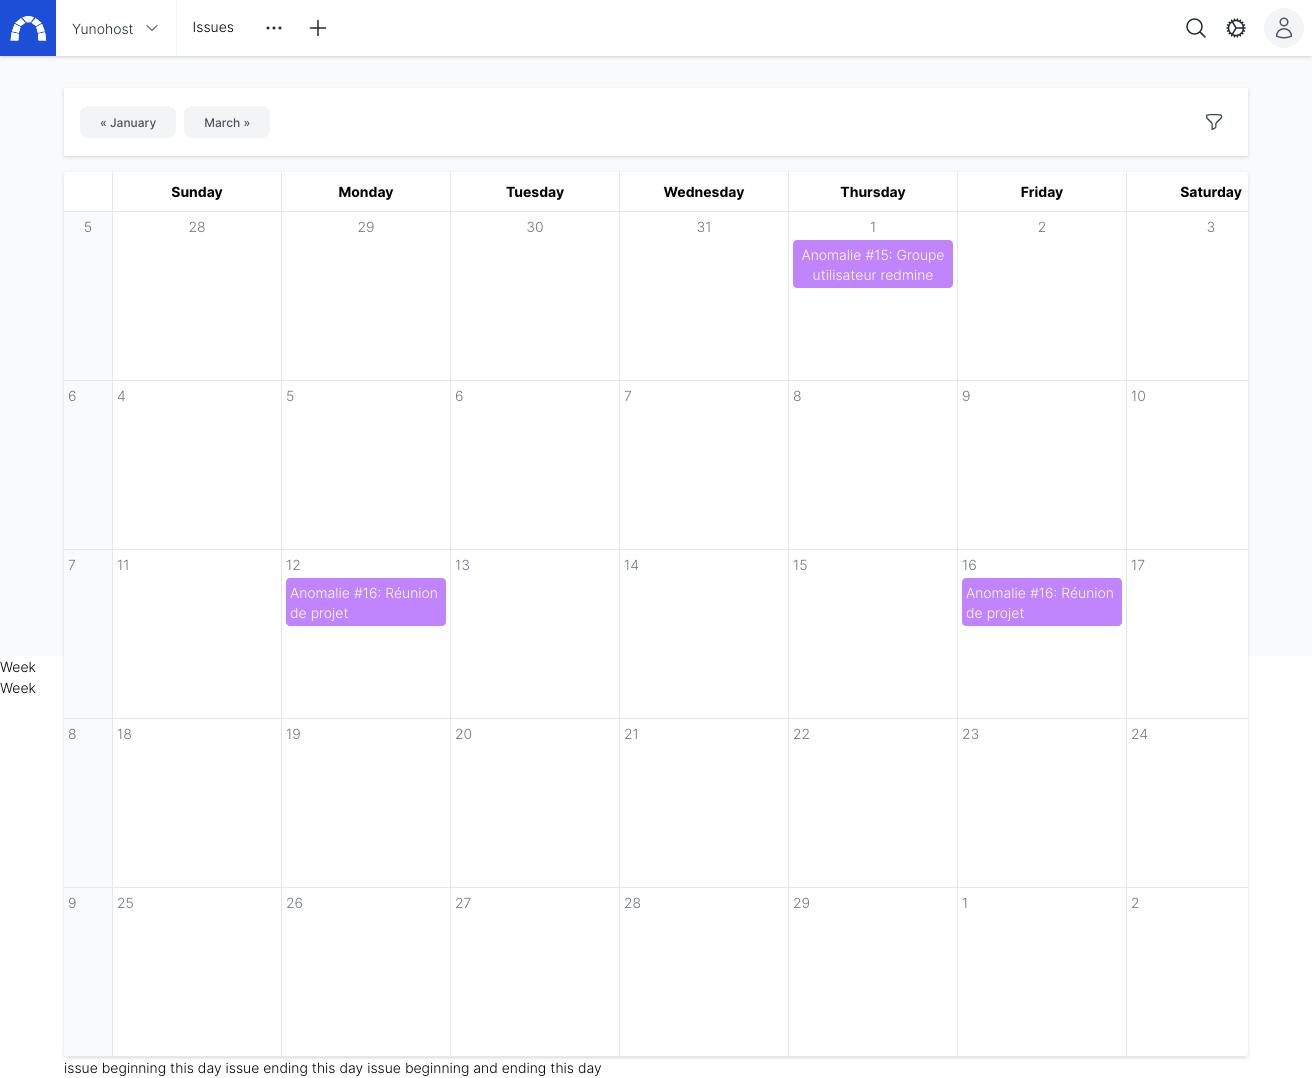 Yunohost
Issues
« January
March »
Sunday Monday Tuesday Wednesday Thursday Friday Saturday
5 28 29 30 31 1 2 3
Anomalie #15: Groupe
utilisateur redmine
6 4 5 6 7 8 9 10
7 11 12 13 14 15 16 17
Anomalie #16: Réunion
de projet
Anomalie #16: Réunion
de projet
Week
Week
8 18 19 20 21 22 23 24
9 25 26 27 28 29 1 2
issue beginning this day issue ending this day issue beginning and ending this day